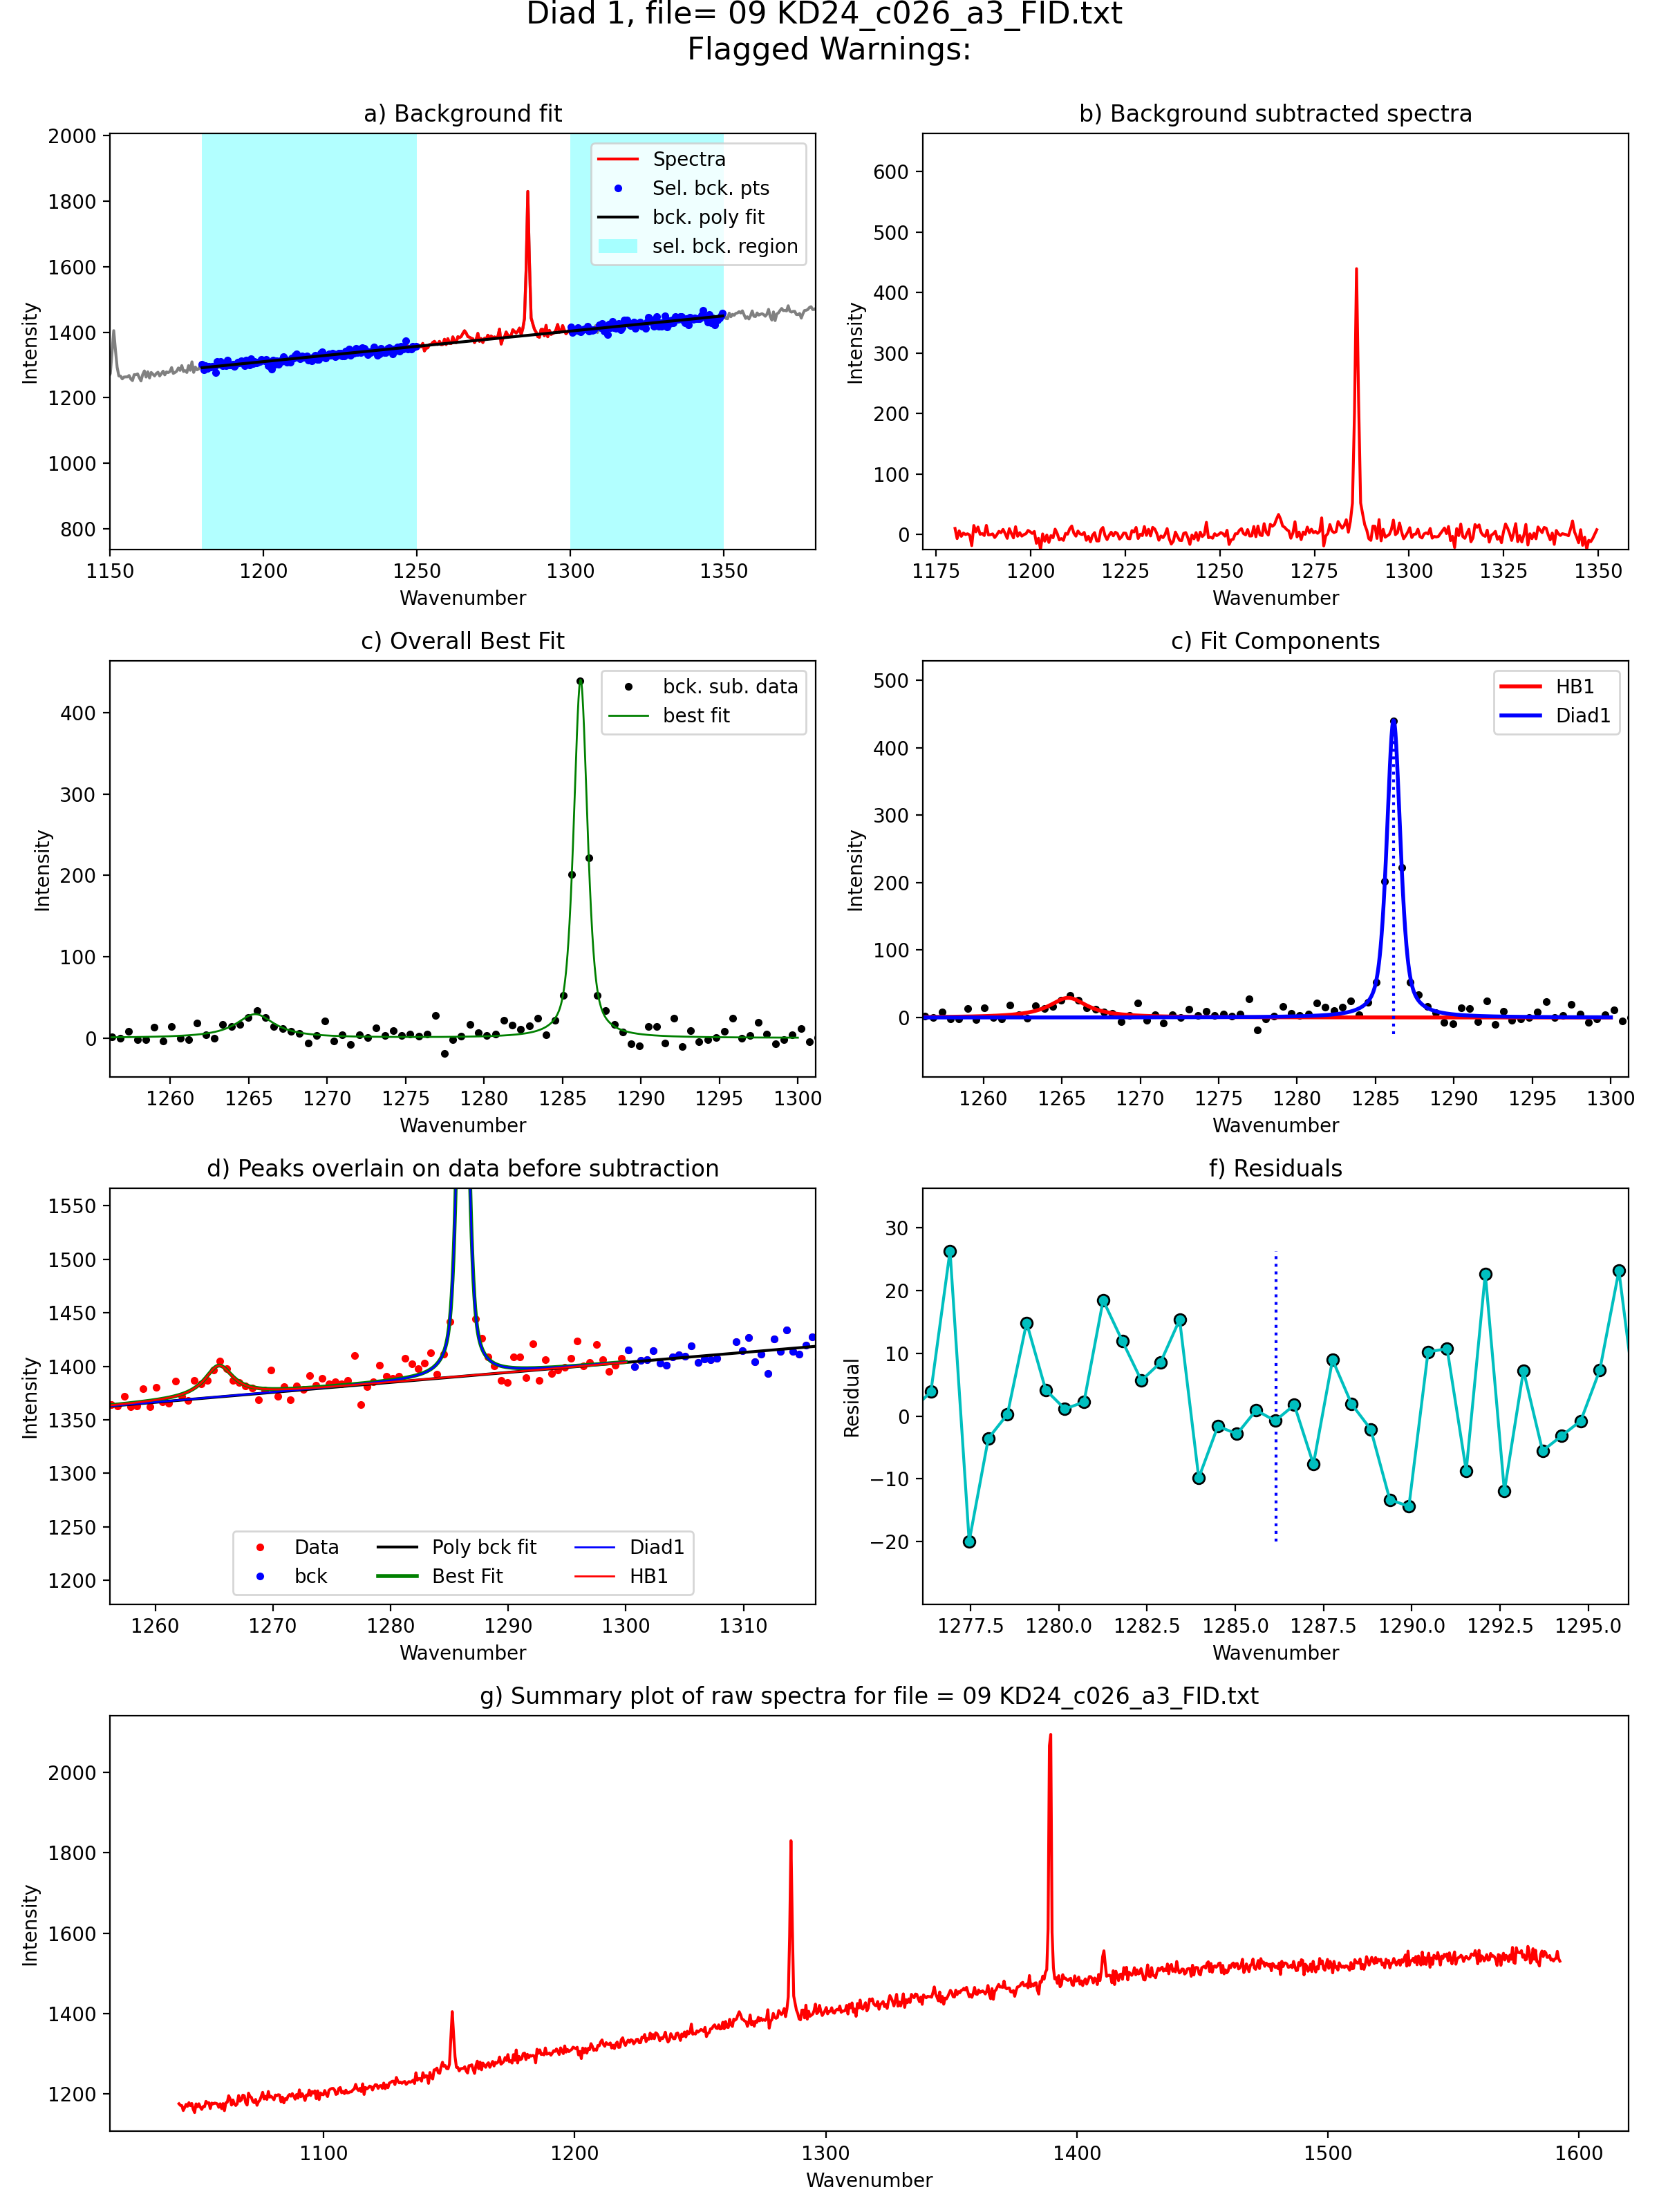 Diad 1, file= 09 KD24_c026_a3_FID.txt
Flagged Warnings:
a) Background fit
2000
1800
1600
1400
1200
1000
800
Intensity
Spectra
Sel. bck. pts
bck. poly fit
sel. bck. region
1150 1200 1250 1300 1350
Wavenumber
b) Background subtracted spectra
600
500
400
300
200
100
0
Intensity
1175 1200 1225 1250 1275 1300 1325 1350
Wavenumber
c) Overall Best Fit
400
300
200
100
0
Intensity
bck. sub. data
best fit
1260 1265 1270 1275 1280 1285 1290 1295 1300
Wavenumber
c) Fit Components
500
400
300
200
100
0
Intensity
HB1
Diad1
1260 1265 1270 1275 1280 1285 1290 1295 1300
Wavenumber
d) Peaks overlain on data before subtraction
1550
1500
1450
1400
1350
1300
1250
1200
Intensity
Data
bck
Poly bck fit
Best Fit
Diad1
HB1
1260 1270 1280 1290 1300 1310
Wavenumber
f) Residuals
30
20
10
0
−10
−20
Residual
1277.5 1280.0 1282.5 1285.0 1287.5 1290.0 1292.5 1295.0
Wavenumber
g) Summary plot of raw spectra for file = 09 KD24_c026_a3_FID.txt
2000
1800
1600
1400
1200
Intensity
1100 1200 1300 1400 1500 1600
Wavenumber